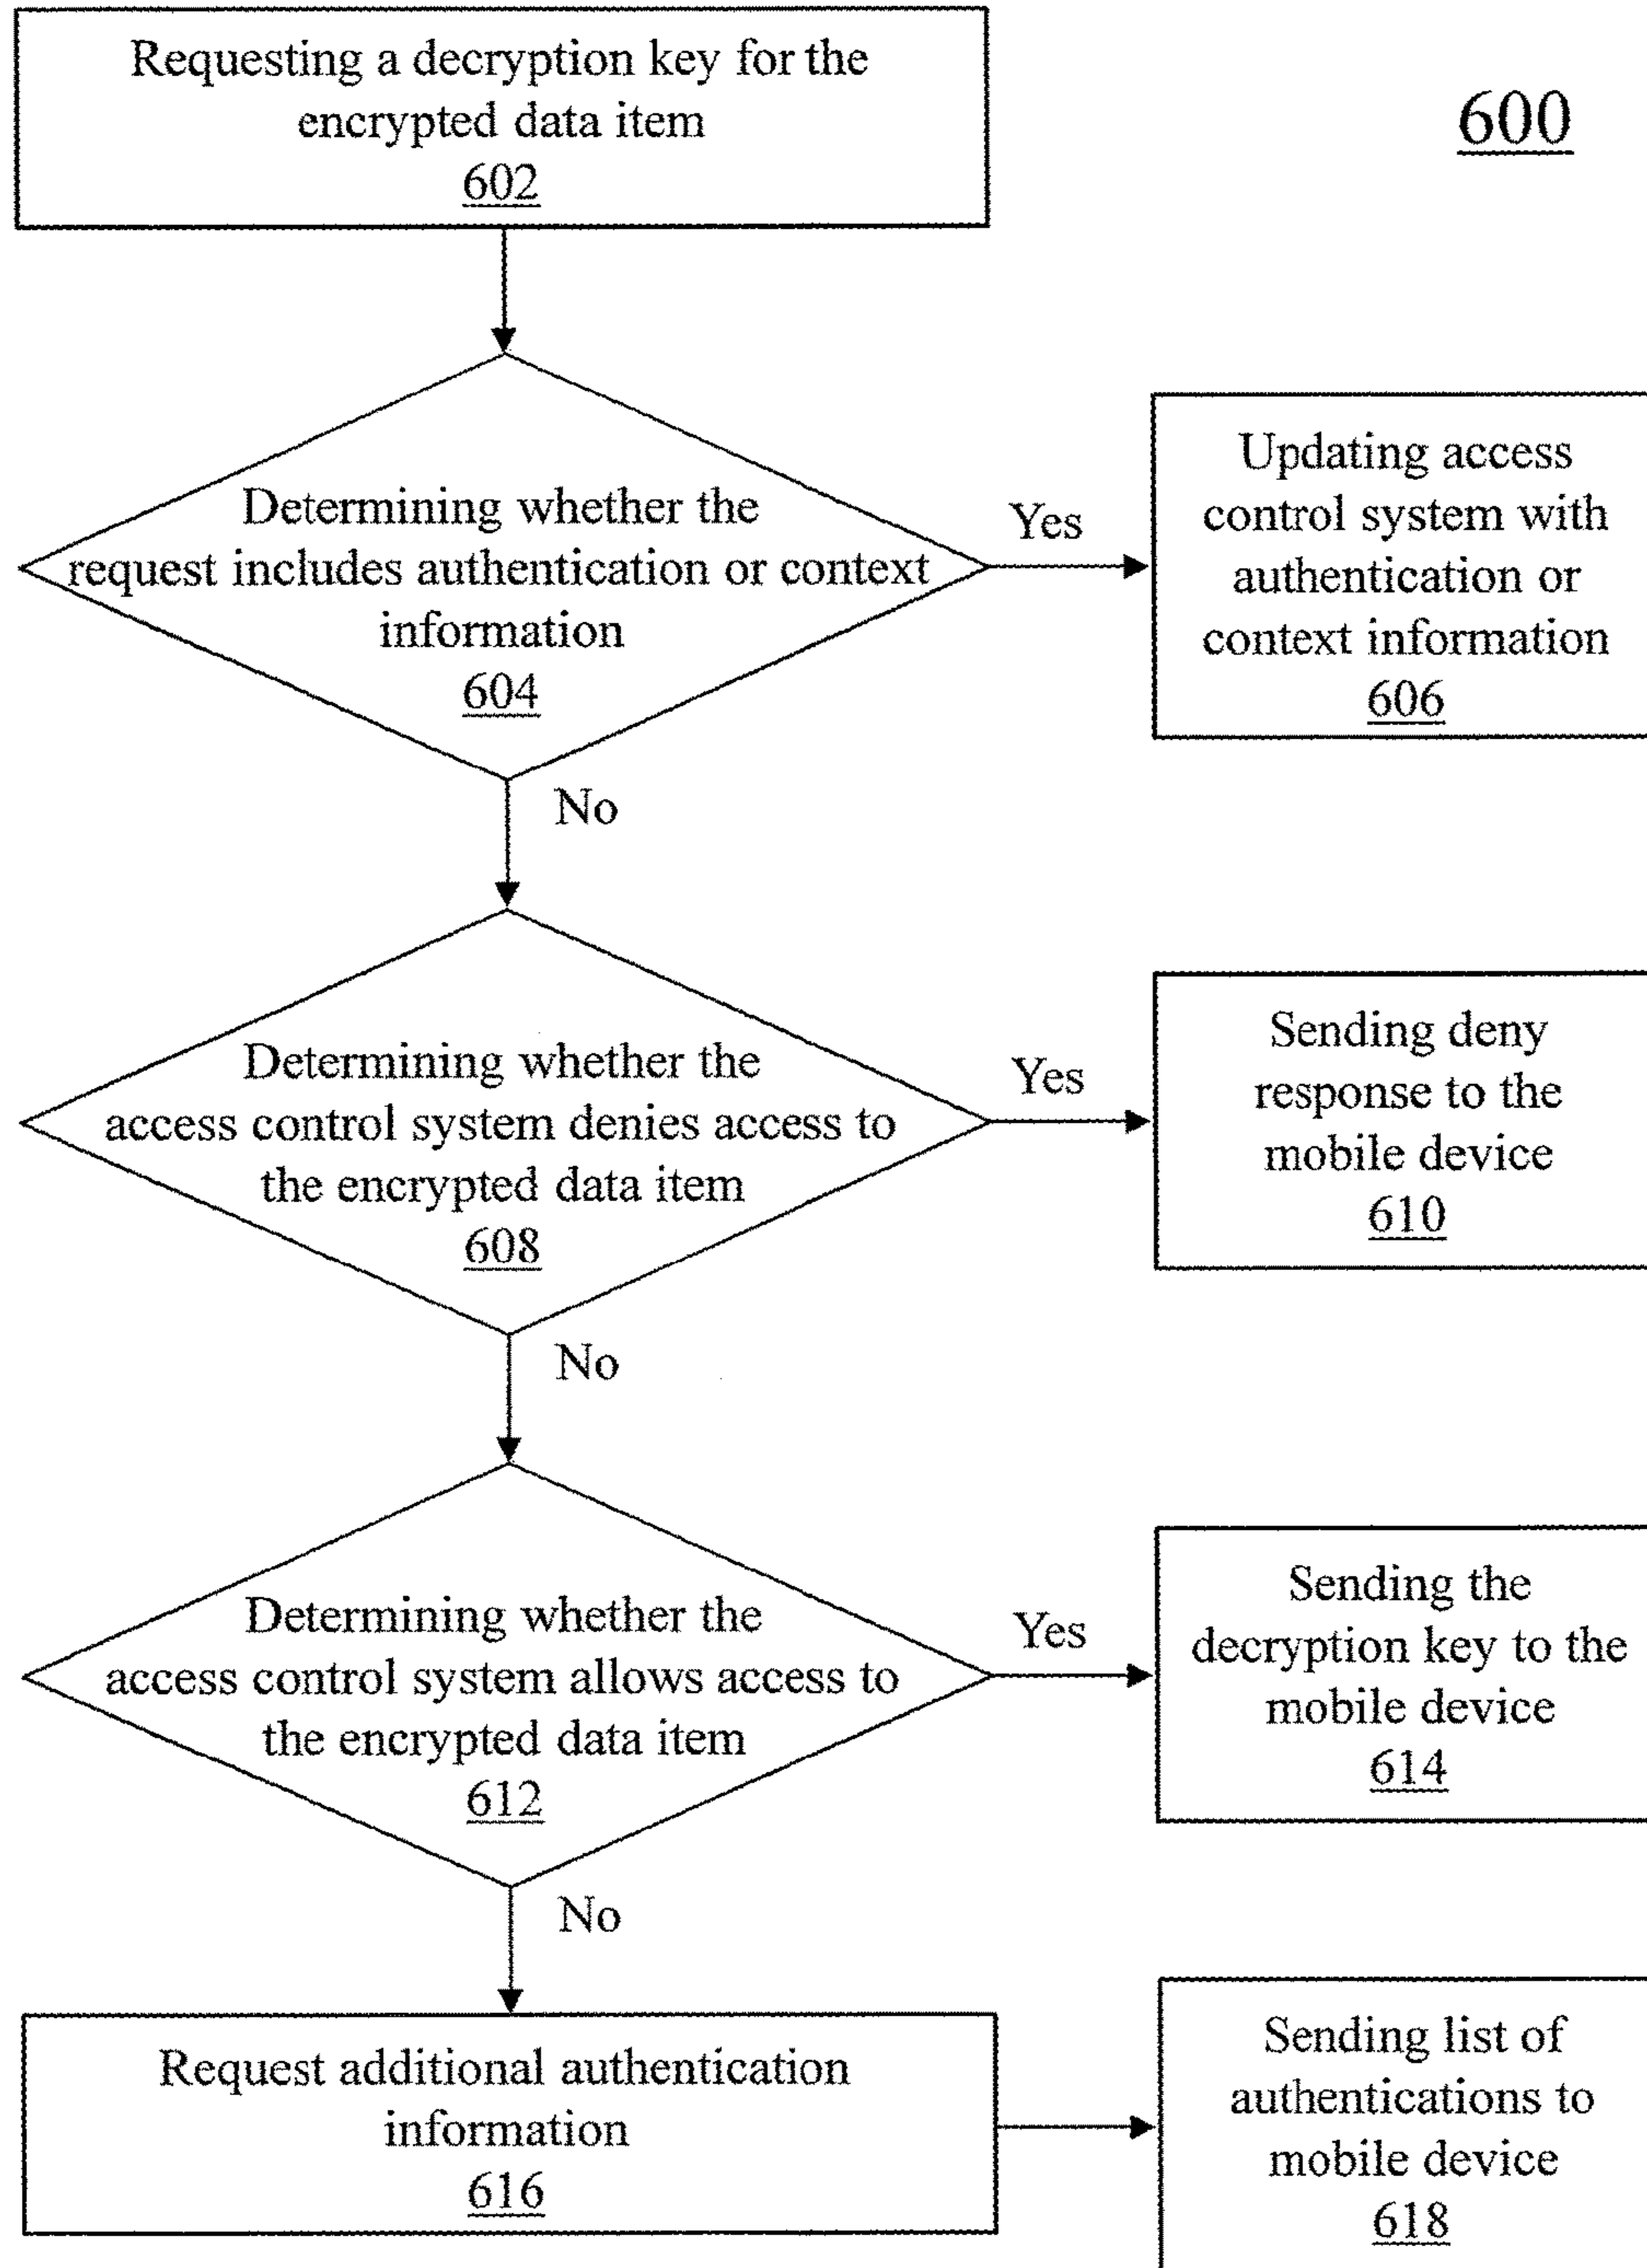 Requesting a decryption key for the
encrypted data item
602
600
Determining whether the
request includes authentication or context
information
604
Yes
Updating access
control system with
authentication or
context information
606
No
Determining whether the
access control system denies access to
the encrypted data item
608
Yes
Sending deny
response to the
mobile device
610
No
Determining whether the
access control system allows access to
the encrypted data item
612
Yes
Sending the
decryption key to the
mobile device
614
No
Request additional authentication
information
616
Sending list of
authentications to
mobile device
618